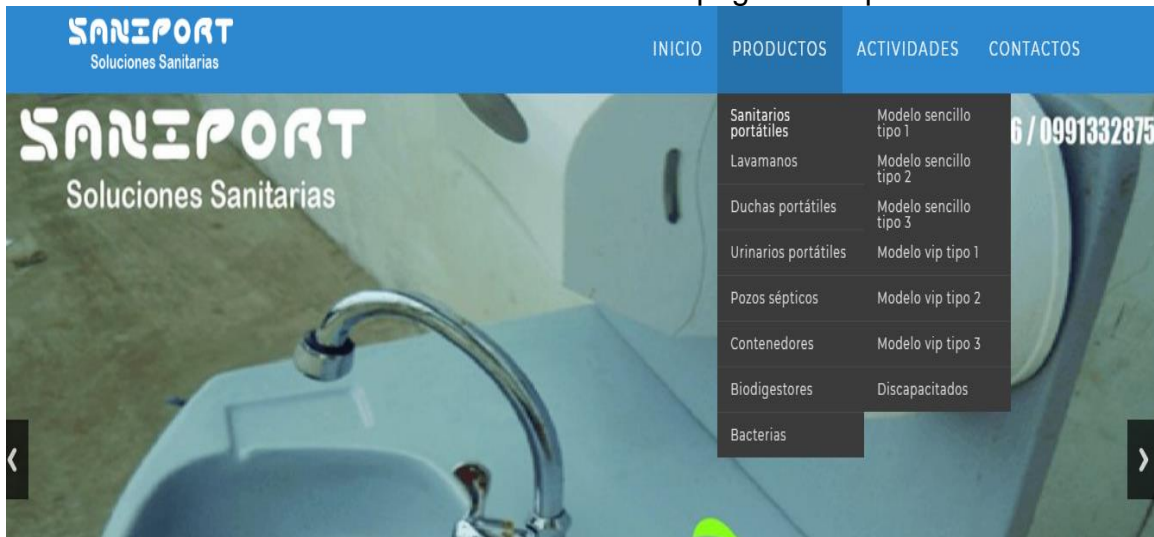 SANIPORT
Soluciones Sanitarias
INICIO PRODUCTOS ACTIVIDADES CONTACTOS
SANIPORT
Soluciones Sanitarias
6 / 0991332875
Sanitarios
portátiles
Lavamanos
Duchas portátiles
Urinarios portátiles
Pozos sépticos
Contenedores
Biodigestores
Bacterias
Modelo sencillo
tipo 1
Modelo sencillo
tipo 2
Modelo sencillo
tipo 3
Modelo vip tipo 1
Modelo vip tipo 2
Modelo vip tipo 3
Discapacitados